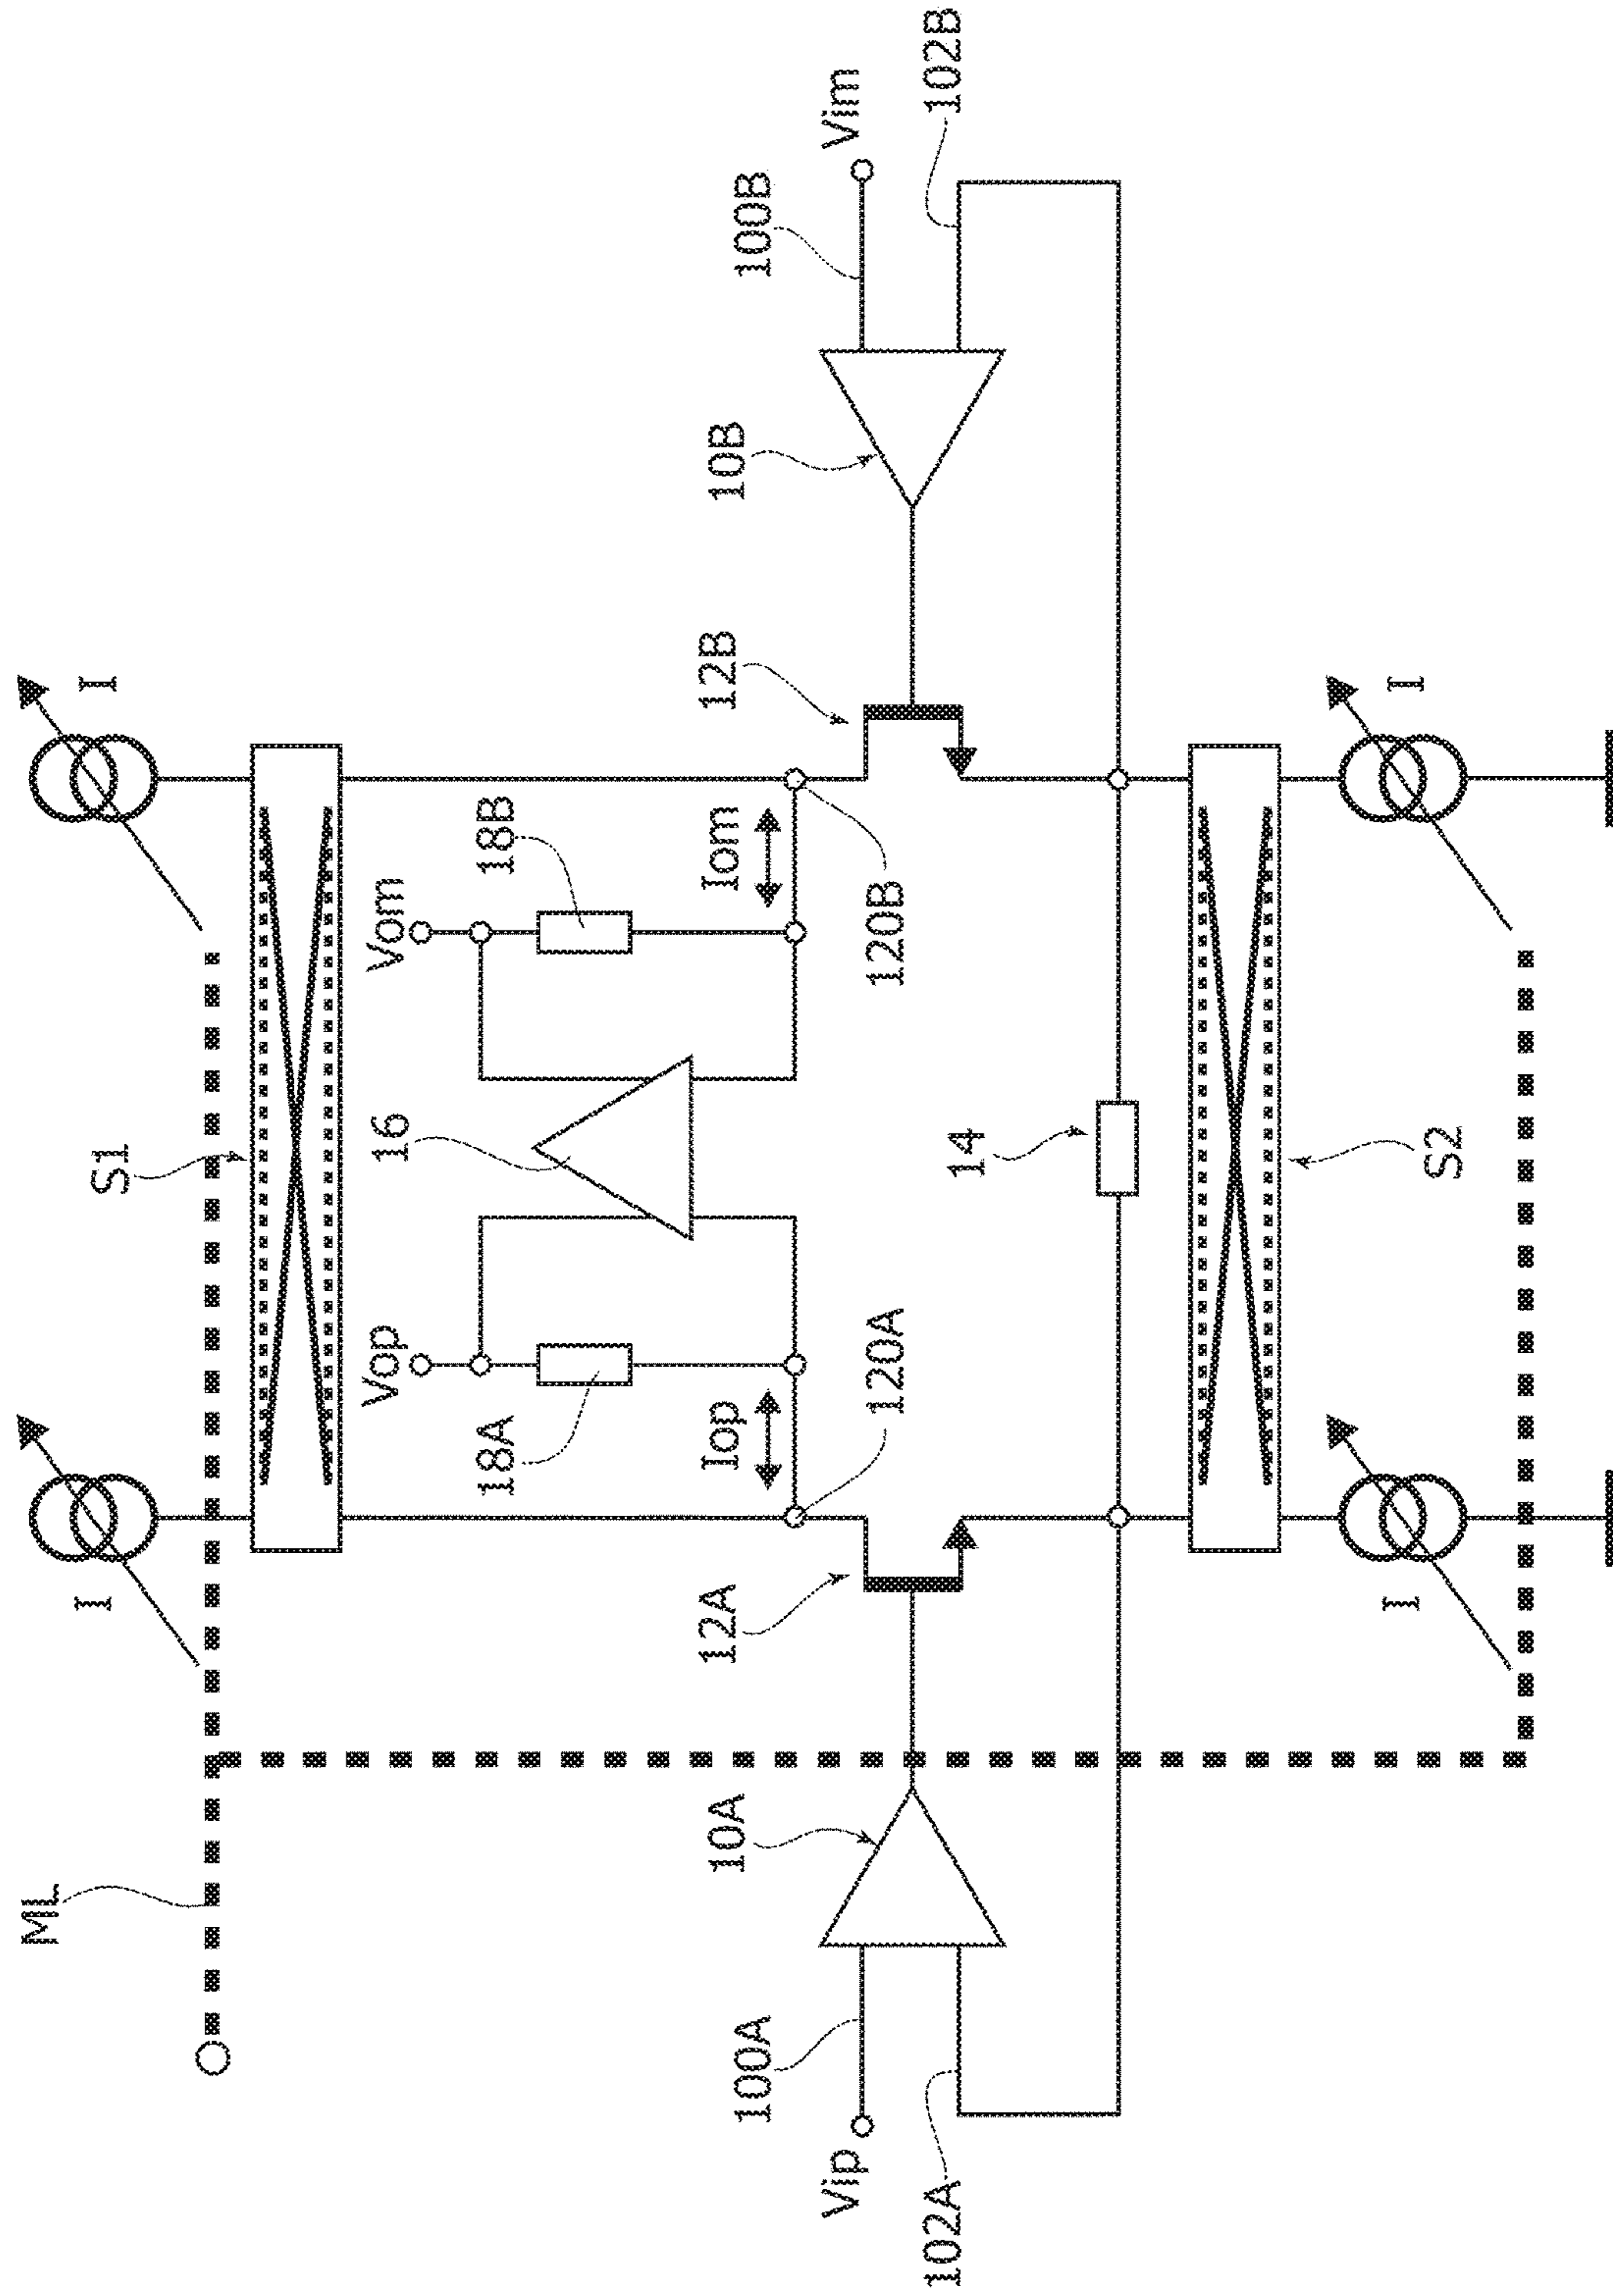 ML
I
I
S1
Vop
Vom
16
18A
18B
Iop
Iom
12A
12B
10A
10B
100A
100B
Vip
Vim
120A
120B
102A
102B
14
I
I
S2